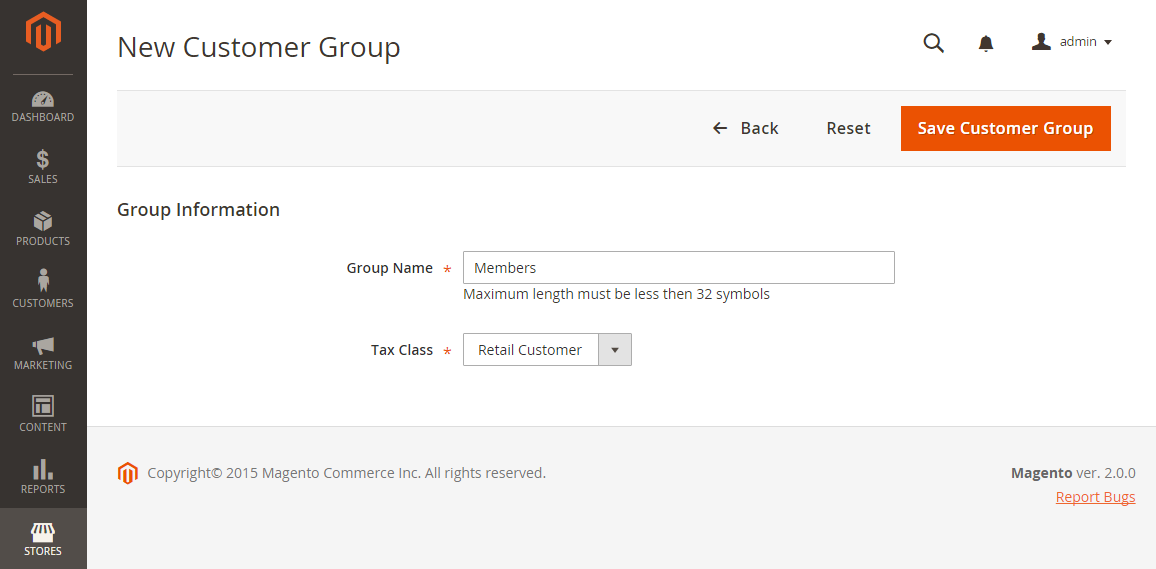 New Customer Group
admin
DASHBOARD
SALES
PRODUCTS
CUSTOMERS
MARKETING
CONTENT
REPORTS
STORES
Back Reset Save Customer Group
Group Information
Group Name * Members
Maximum length must be less then 32 symbols
Tax Class * Retail Customer
Copyright© 2015 Magento Commerce Inc. All rights reserved.
Magento ver. 2.0.0
Report Bugs